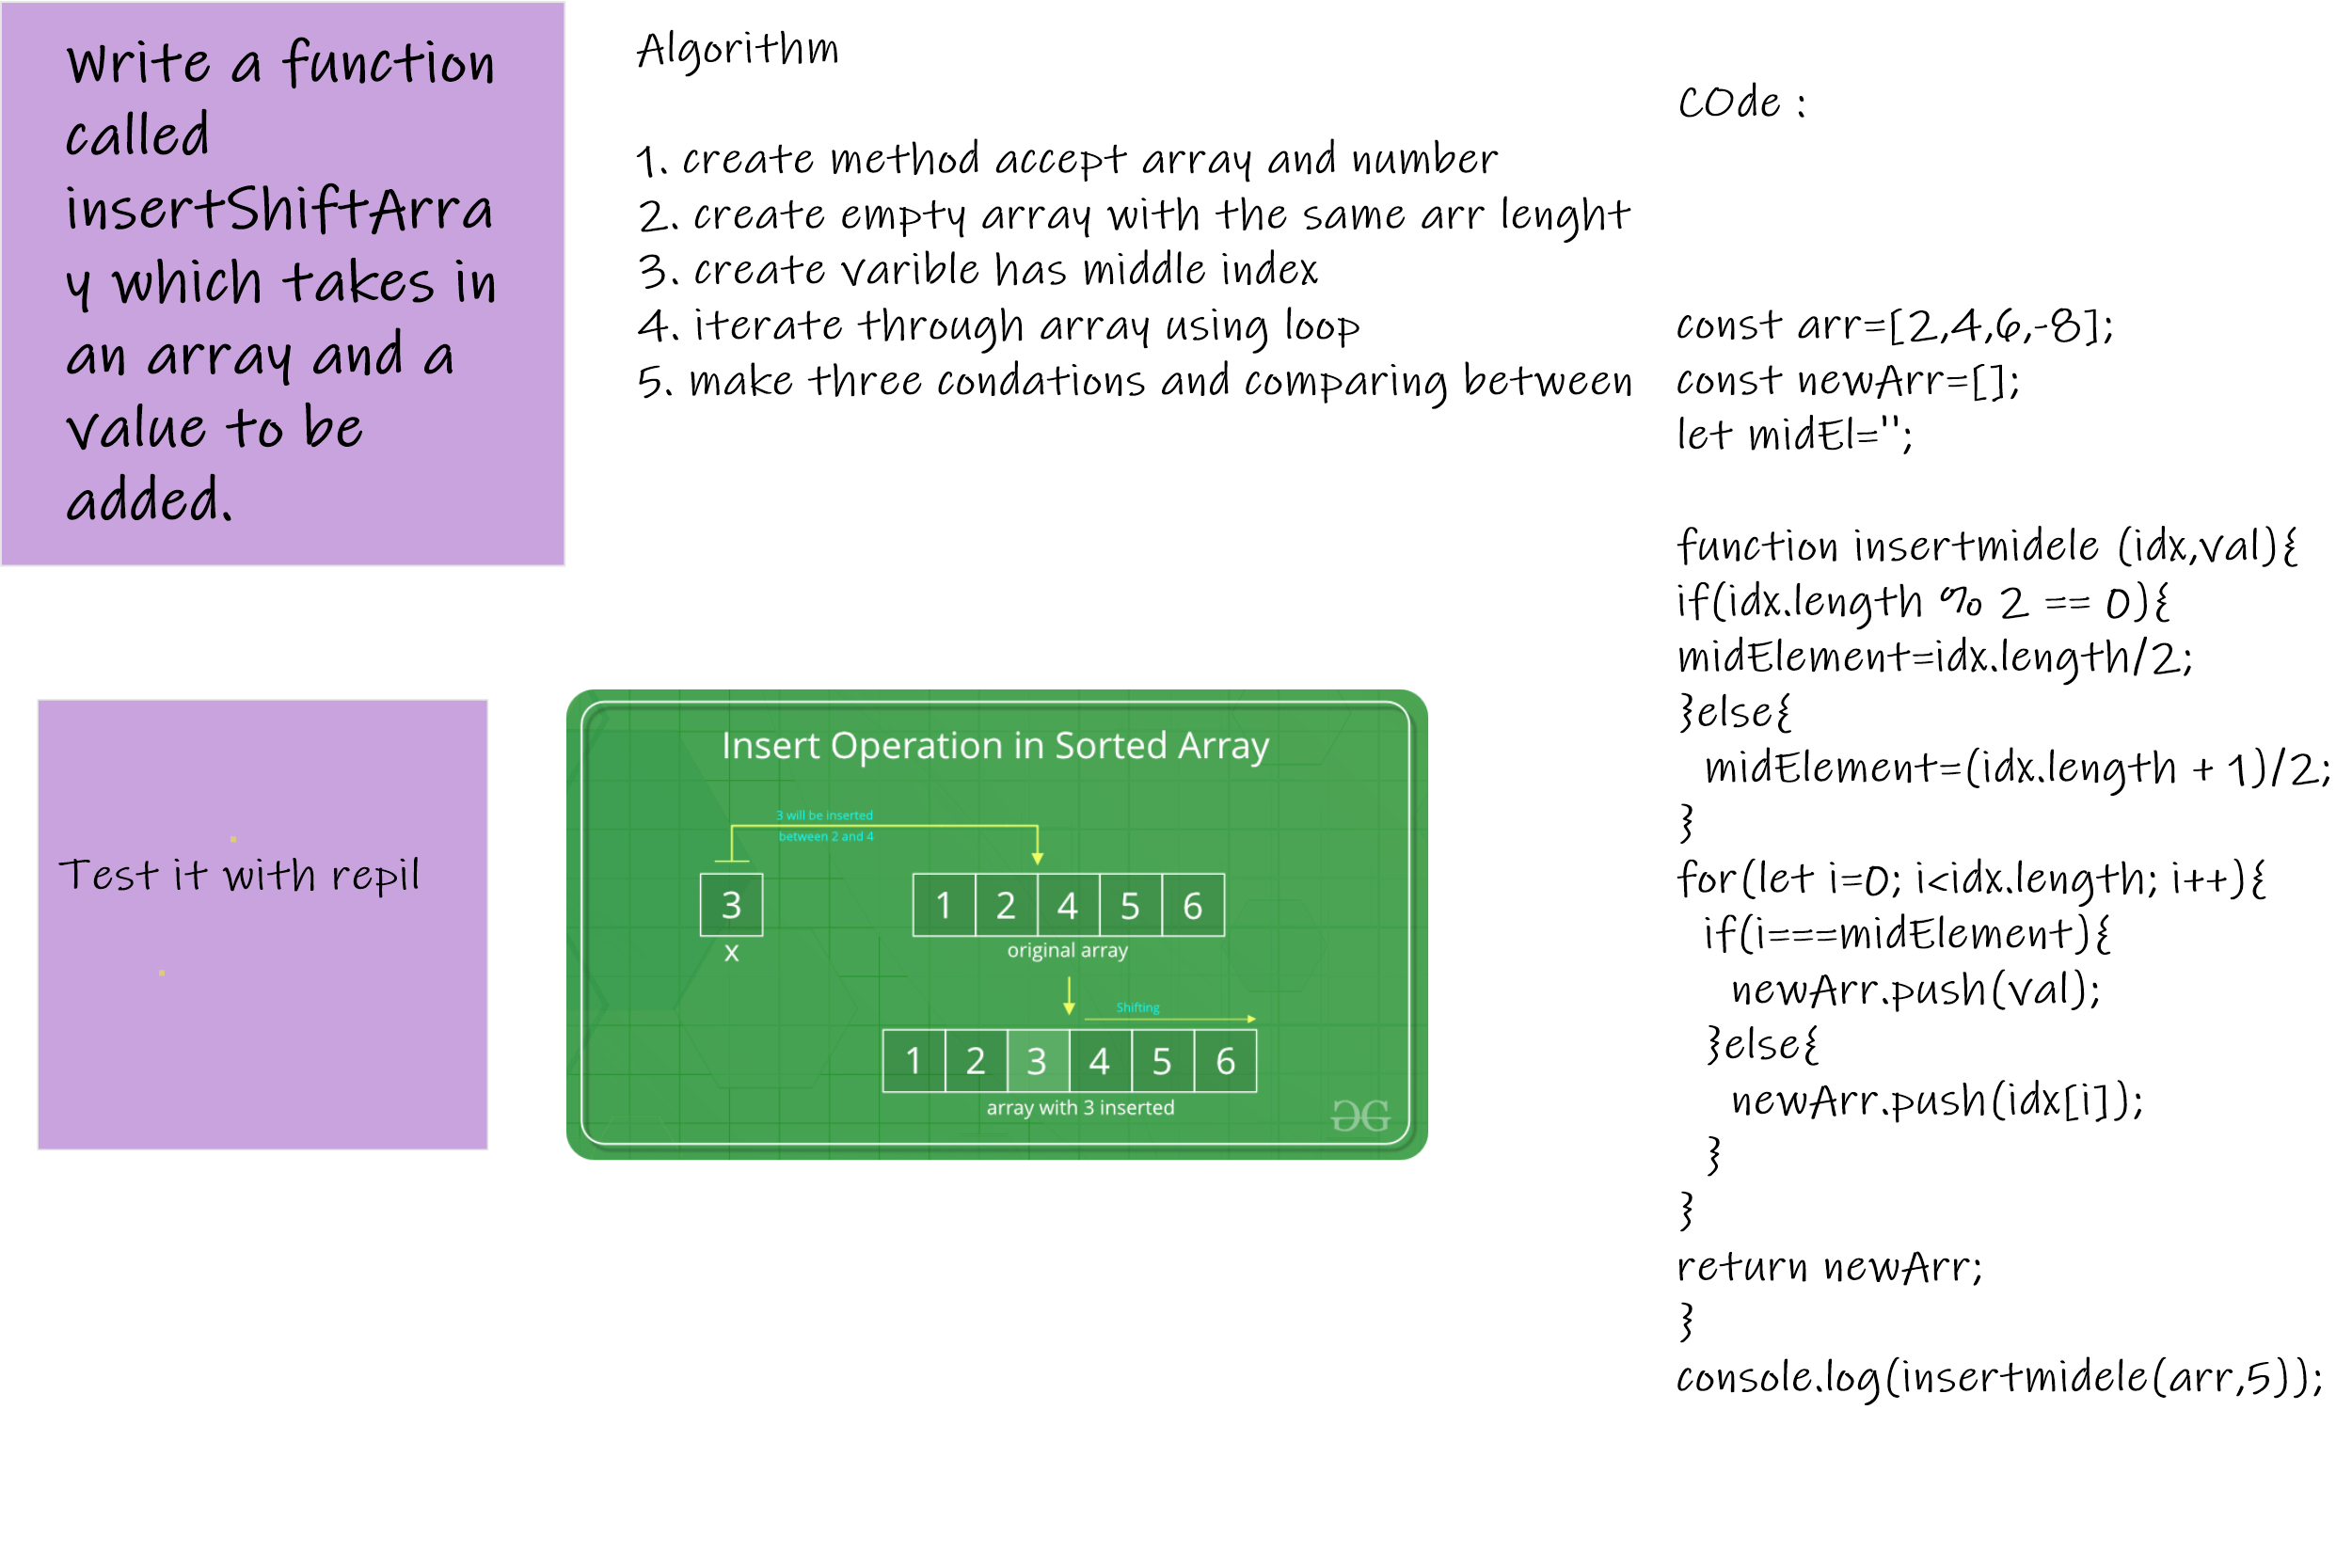 Write a function
called
insertShiftArra
y which takes in
an array and a
value to be
added.
Algorithm
1. create method accept array and number
2. create empty array with the same arr lenght
3. create varible has middle index
4. iterate through array using loop
5. make three condations and comparing between
COde :
const arr=[2,4,6,-8];
const newArr=[];
let midEl='';
function insertmidele (idx,val){
if(idx.length % 2 == 0){
midElement=idx.length/2;
}else{
midElement=(idx.length + 1)/2;
}
for(let i=0; i<idx.length; i++){
if(i===midElement){
newArr.push(val);
}else{
newArr.push(idx[i]);
}
}
return newArr;
}
console.log(insertmidele(arr,5));
Test it with repil
Insert Operation in Sorted Array
3 will be inserted
between 2 and 4
3
x
1 2 4 5 6
original array
Shifting
1 2 3 4 5 6
array with 3 inserted